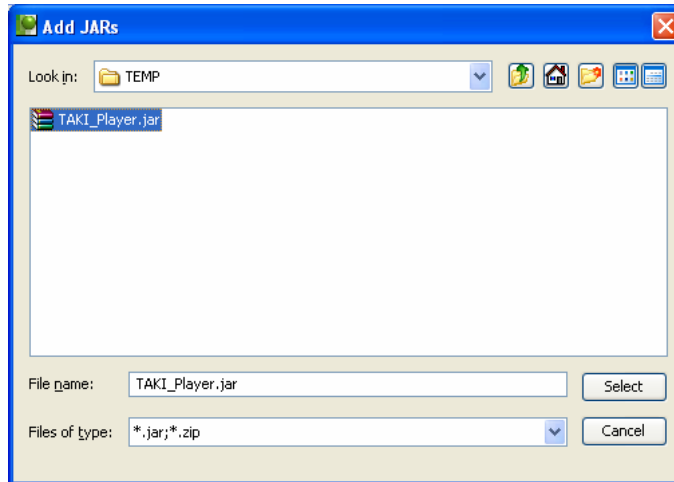 Add JARs
Look in: TEMP
TAKI_Player.jar
File name: TAKI_Player.jar Select
Files of type: *.jar;*.zip Cancel